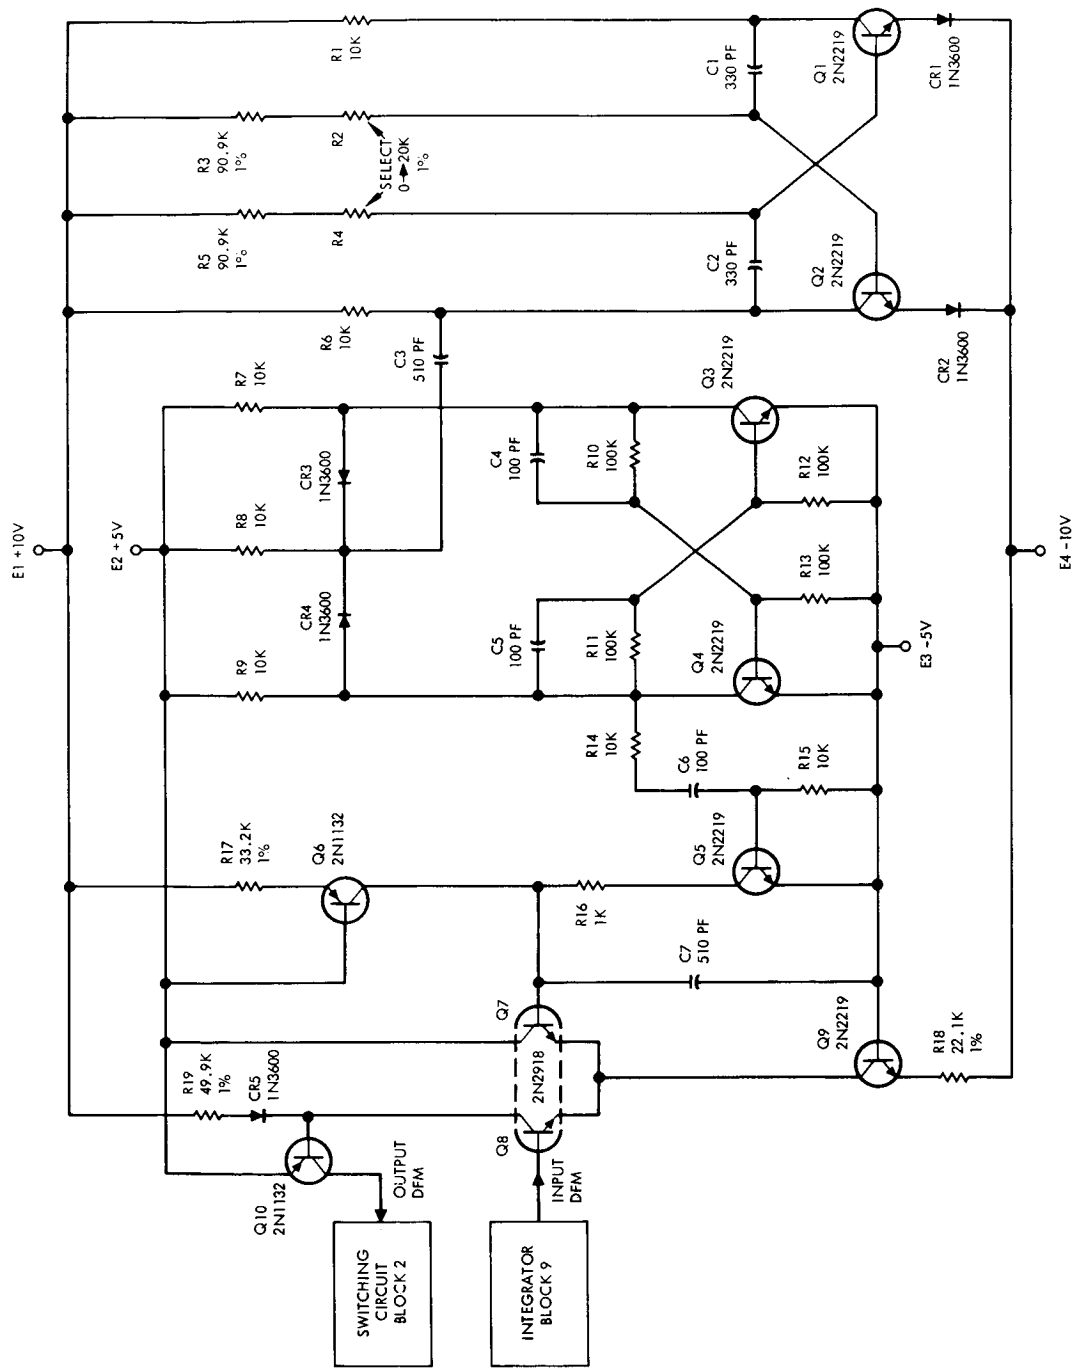 E1 +10V
E2 +5V
E3 -5V
E4 -10V
R1
10K
R3
90.9K
1%
R2
SELECT
0→20K
1%
R5
90.9K
1%
R4
R6
10K
C1
330 PF
C2
330 PF
Q1
2N2219
CR1
1N3600
Q2
2N2219
CR2
1N3600
C3
510 PF
R7
10K
CR3
1N3600
R8
10K
CR4
1N3600
R9
10K
C4
100 PF
R10
100K
C5
100 PF
R11
100K
Q3
2N2219
R12
100K
R13
100K
Q4
2N2219
R14
10K
C6
100 PF
R15
10K
Q5
2N2219
R17
33.2K
1%
Q6
2N1132
R16
1K
C7
510 PF
Q7
2N2918
Q8
Q9
2N2219
R18
22.1K
1%
R19
49.9K
1%
CR5
1N3600
Q10
2N1132
OUTPUT
DFM
INPUT
DFM
SWITCHING
CIRCUIT
BLOCK 2
INTEGRATOR
BLOCK 9